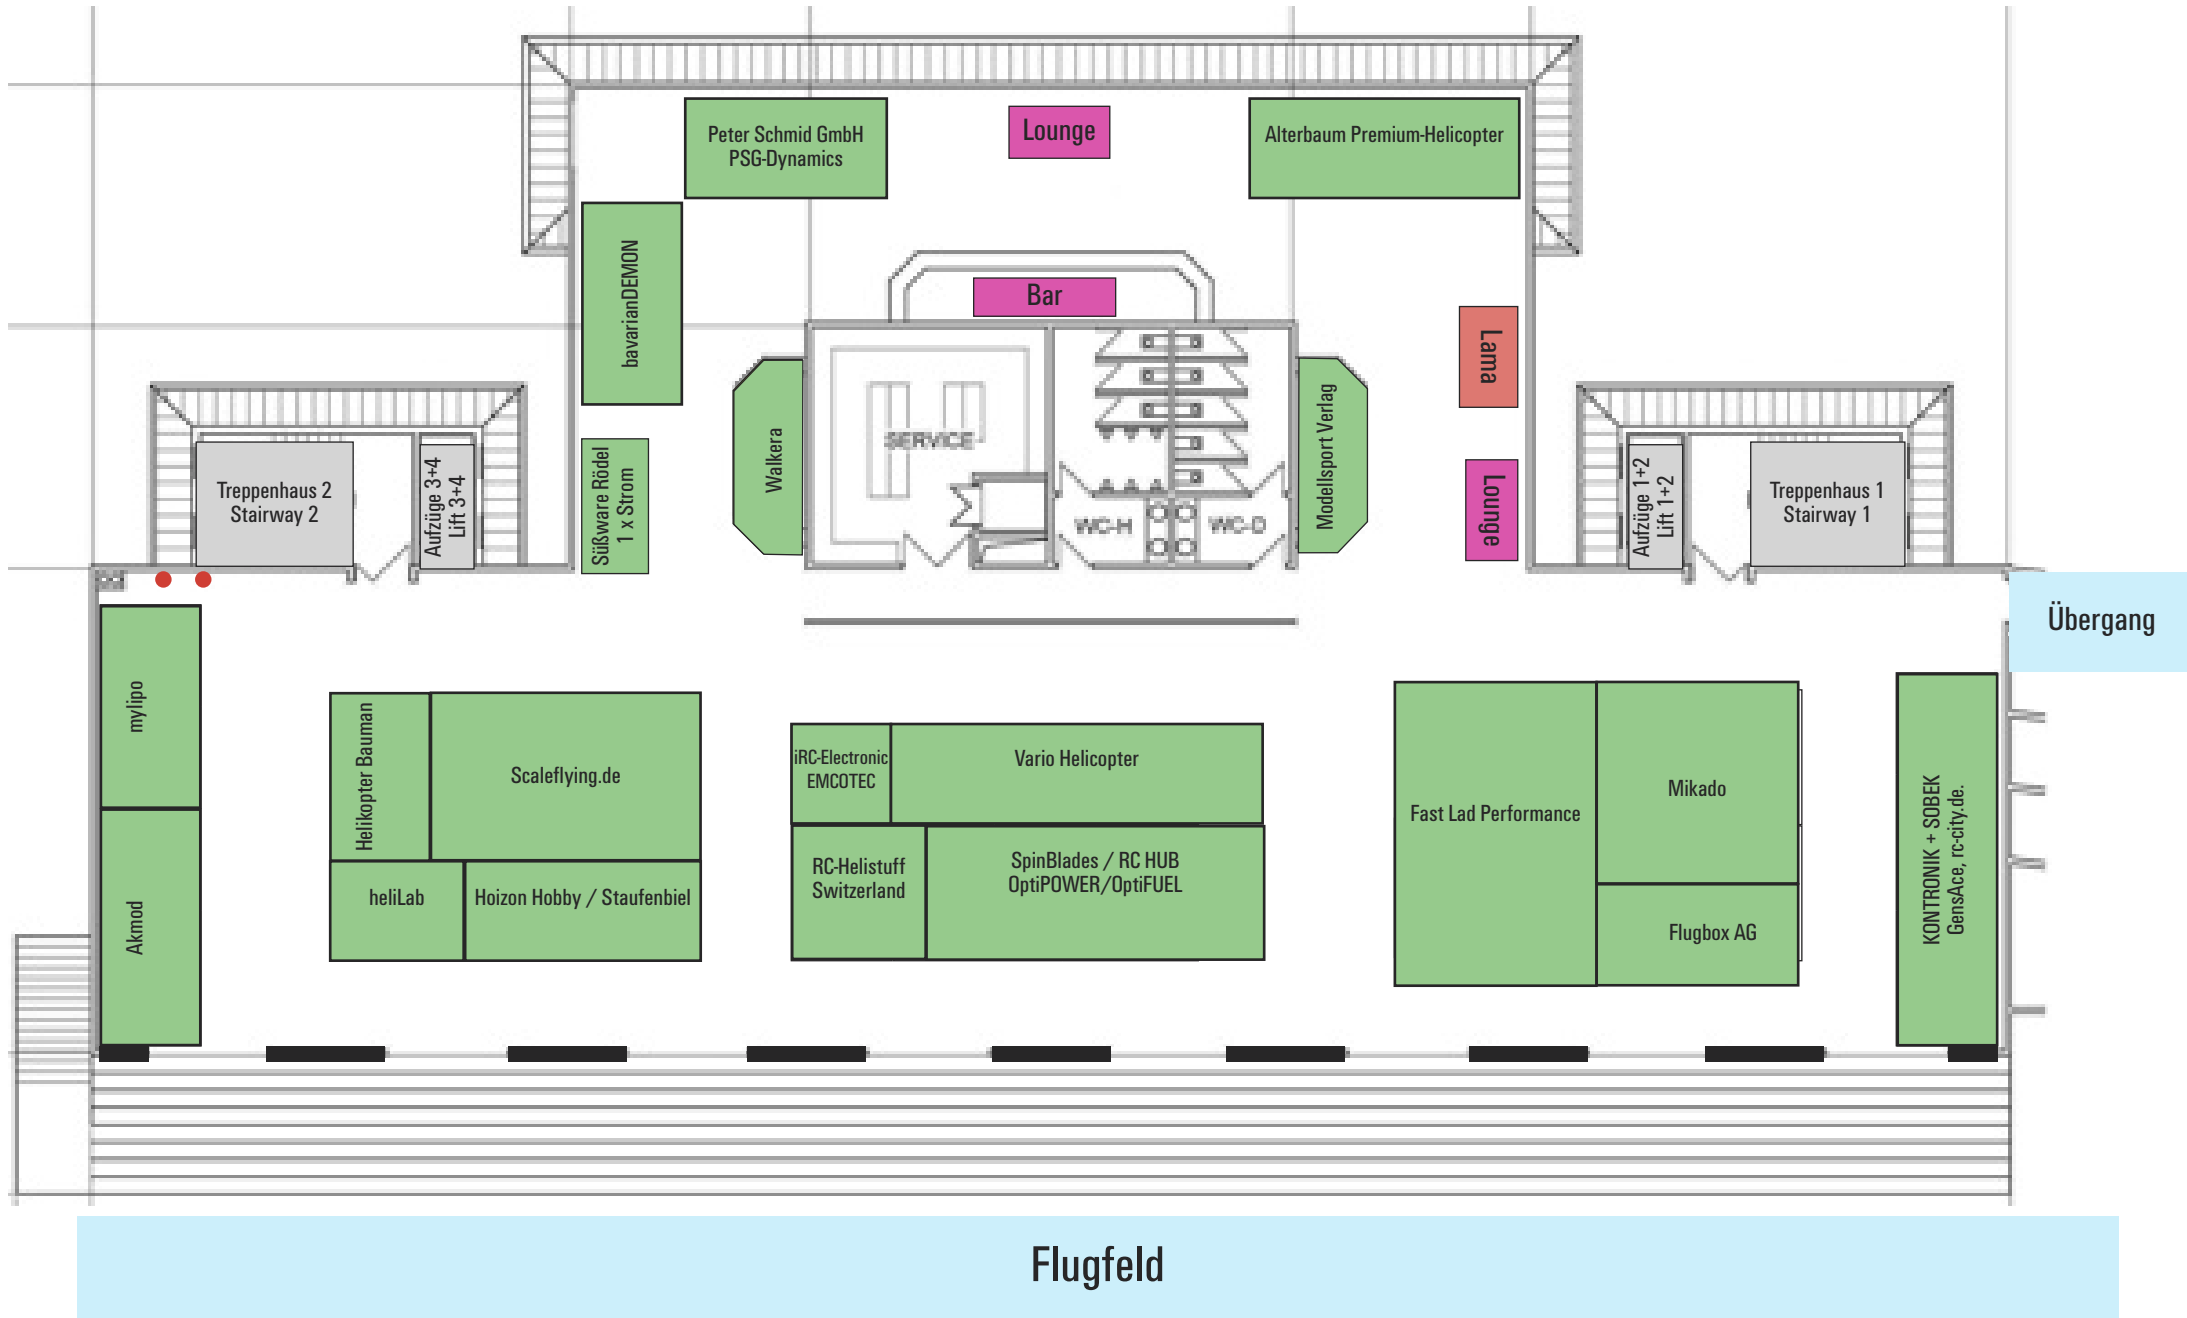 Peter Schmid GmbH
PSG-Dynamics
Lounge
Alterbaum Premium-Helicopter
bavarianDEMON
Bar
Lama
Walkera
SERVICE
Modellsport Verlag
Süßware Rödel
1 x Strom
Lounge
WC-H
WC-D
Treppenhaus 2
Stairway 2
Aufzüge 3+4
Lift 3+4
Aufzüge 1+2
Lift 1+2
Treppenhaus 1
Stairway 1
Übergang
mylipo
Akmod
Helikopter Bauman
Scaleflying.de
heliLab
Hoizon Hobby / Staufenbiel
iRC-Electronic
EMCOTEC
Vario Helicopter
RC-Helistuff
Switzerland
SpinBlades / RC HUB
OptiPOWER/OptiFUEL
Fast Lad Performance
Mikado
Flugbox AG
KONTRONIK + SOBEK
GensAce, rc-city.de.
Flugfeld